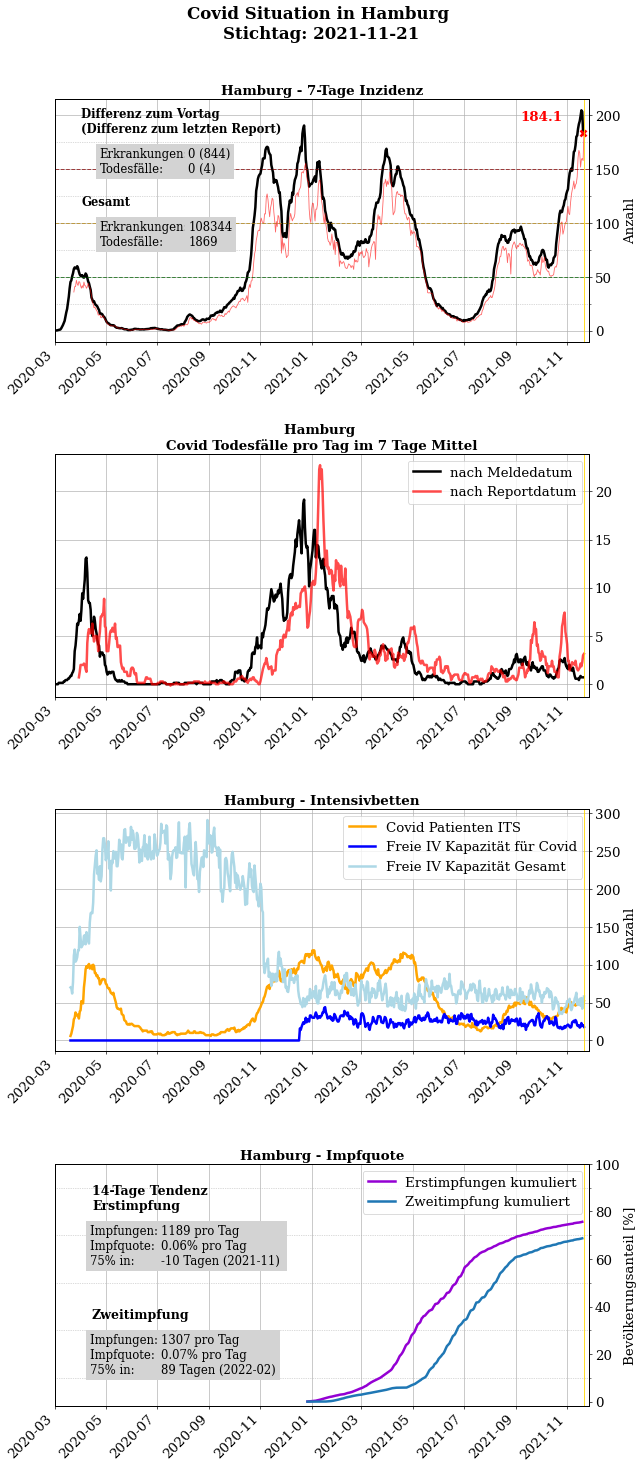 Covid Situation in Hamburg
Stichtag: 2021-11-21
Hamburg - 7-Tage Inzidenz
Differenz zum Vortag
(Differenz zum letzten Report)
Erkrankungen 0 (844)
Todesfälle: 0 (4)
Gesamt
Erkrankungen 108344
Todesfälle: 1869
184.1
200
150
100
50
0
Anzahl
2020-03
2020-05
2020-07
2020-09
2020-11
2021-01
2021-03
2021-05
2021-07
2021-09
2021-11
Hamburg
Covid Todesfälle pro Tag im 7 Tage Mittel
nach Meldedatum
nach Reportdatum
20
15
10
5
0
2020-03
2020-05
2020-07
2020-09
2020-11
2021-01
2021-03
2021-05
2021-07
2021-09
2021-11
Hamburg - Intensivbetten
Covid Patienten ITS
Freie IV Kapazität für Covid
Freie IV Kapazität Gesamt
300
250
200
150
100
50
0
Anzahl
2020-03
2020-05
2020-07
2020-09
2020-11
2021-01
2021-03
2021-05
2021-07
2021-09
2021-11
Hamburg - Impfquote
Erstimpfungen kumuliert
Zweitimpfung kumuliert
14-Tage Tendenz
Erstimpfung
Impfungen: 1189 pro Tag
Impfquote: 0.06% pro Tag
75% in: -10 Tagen (2021-11)
Zweitimpfung
Impfungen: 1307 pro Tag
Impfquote: 0.07% pro Tag
75% in: 89 Tagen (2022-02)
100
80
60
40
20
0
Bevölkerungsanteil [%]
2020-03
2020-05
2020-07
2020-09
2020-11
2021-01
2021-03
2021-05
2021-07
2021-09
2021-11